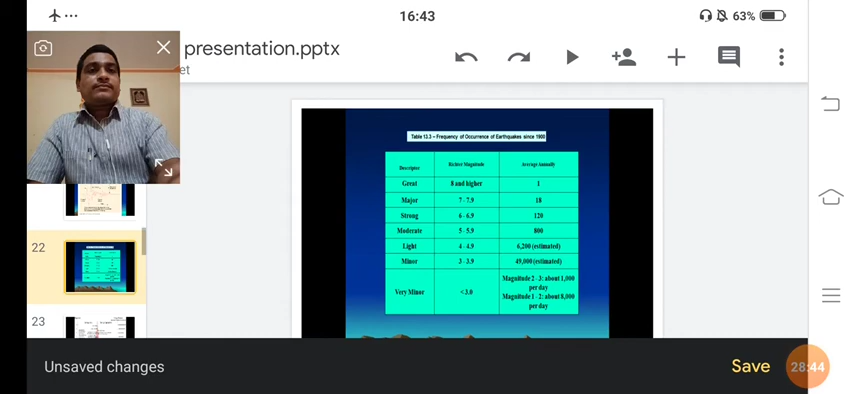 16:43
63%
presentation.pptx
et
Table 13.3 - Frequency of Occurrence of Earthquakes since 1900
Descriptor Richter Magnitude Average Annually
Great 8 and higher 1
Major 7 - 7.9 18
Strong 6 - 6.9 120
Moderate 5 - 5.9 800
Light 4 - 4.9 6,200 (estimated)
Minor 3 - 3.9 49,000 (estimated)
Very Minor < 3.0 Magnitude 2 - 3: about 1,000
per day
Magnitude 1 - 2: about 8,000
per day
22
23
Unsaved changes
Save
28:44